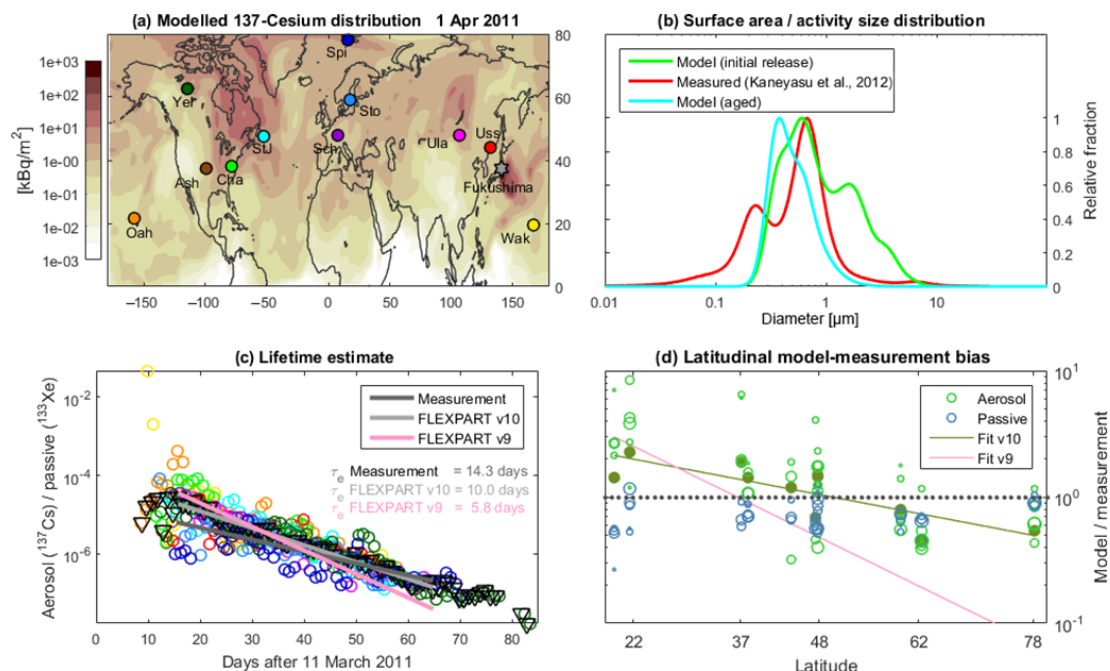 (a) Modelled 137-Cesium distribution 1 Apr 2011
[kBq/m²]
1e+03
1e+02
1e+01
1e-00
1e-01
1e-02
1e-03
80
60
40
20
0
Spi
Yel
Sto
StJ
Sch
Ula
Uss
Ash
Cha
Fukushima
Oah
Wak
−150
−100
−50
0
50
100
150
(b) Surface area / activity size distribution
Model (initial release)
Measured (Kaneyasu et al., 2012)
Model (aged)
1
0.8
0.6
0.4
0.2
0
Relative fraction
0.01
0.1
1
10
Diameter [µm]
(c) Lifetime estimate
Aerosol (¹³⁷Cs) / passive (¹³³Xe)
10⁻²
10⁻⁴
10⁻⁶
Measurement
FLEXPART v10
FLEXPART v9
τₑ Measurement = 14.3 days
τₑ FLEXPART v10 = 10.0 days
τₑ FLEXPART v9 = 5.8 days
0
10
20
30
40
50
60
70
80
Days after 11 March 2011
(d) Latitudinal model-measurement bias
Aerosol
Passive
Fit v10
Fit v9
10¹
10⁰
10⁻¹
Model / measurement
22
37
48
62
78
Latitude